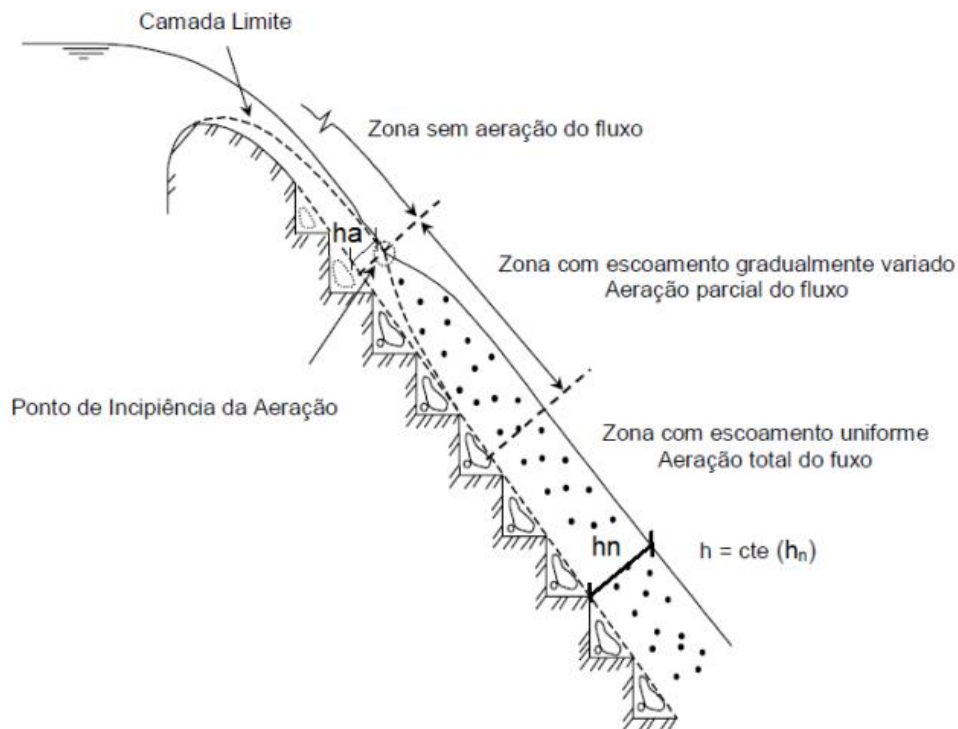 Camada Limite
Zona sem aeração do fluxo
ha
Zona com escoamento gradualmente variado
Aeração parcial do fluxo
Ponto de Incipiência da Aeração
Zona com escoamento uniforme
Aeração total do fuxo
hn
h = cte (hₙ)